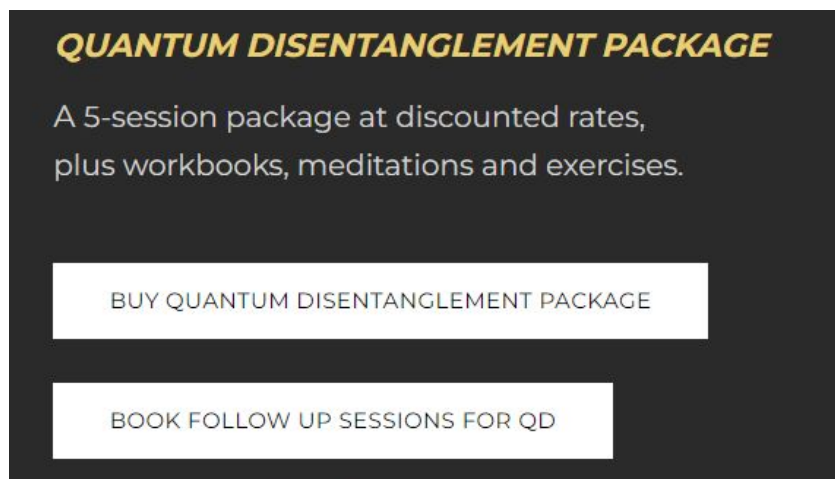 QUANTUM DISENTANGLEMENT PACKAGE
A 5-session package at discounted rates,
plus workbooks, meditations and exercises.
BUY QUANTUM DISENTANGLEMENT PACKAGE
BOOK FOLLOW UP SESSIONS FOR QD